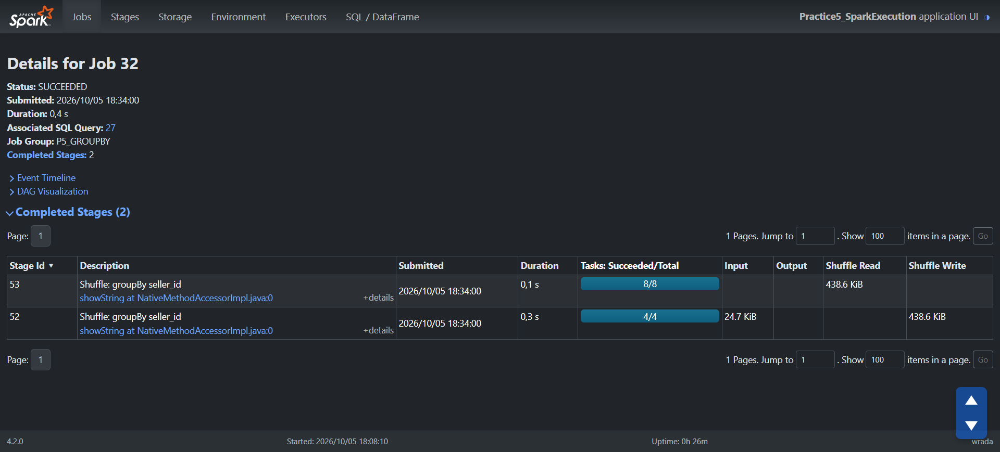 APACHE Spark™ Jobs Stages Storage Environment Executors SQL / DataFrame Practice5_SparkExecution application UI
Details for Job 32
Status: SUCCEEDED
Submitted: 2026/10/05 18:34:00
Duration: 0,4 s
Associated SQL Query: 27
Job Group: P5_GROUPBY
Completed Stages: 2
Event Timeline
DAG Visualization
Completed Stages (2)
Page: 1 1 Pages. Jump to 1 . Show 100 items in a page. Go
Stage Id ▾ Description Submitted Duration Tasks: Succeeded/Total Input Output Shuffle Read Shuffle Write
53 Shuffle: groupBy seller_id
showString at NativeMethodAccessorImpl.java:0 +details 2026/10/05 18:34:00 0,1 s 8/8 438.6 KiB
52 Shuffle: groupBy seller_id
showString at NativeMethodAccessorImpl.java:0 +details 2026/10/05 18:34:00 0,3 s 4/4 24.7 KiB 438.6 KiB
Page: 1 1 Pages. Jump to 1 . Show 100 items in a page. Go
4.2.0 Started: 2026/10/05 18:08:10 Uptime: 0h 26m wrada